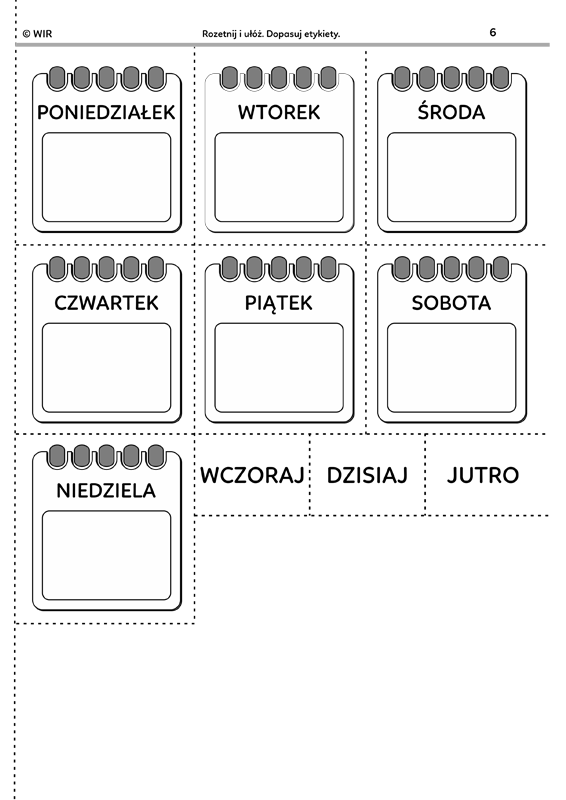 © WIR
Rozetnij i ułóż. Dopasuj etykiety.
6
PONIEDZIAŁEK
WTOREK
ŚRODA
CZWARTEK
PIĄTEK
SOBOTA
NIEDZIELA
WCZORAJ
DZISIAJ
JUTRO